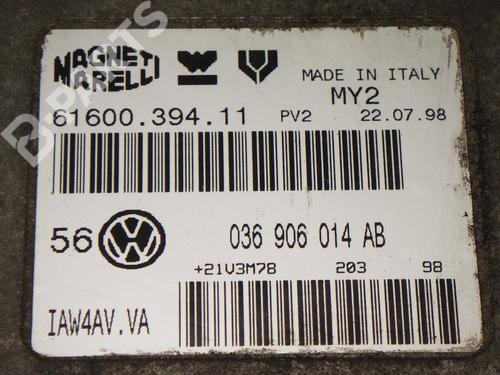 MAGNETI MARELLI
MADE IN ITALY
MY2
61600.394.11 PV2 22.07.98
56 036 906 014 AB
+21V3M78 203 98
IAW4AV.VA
B PARTS